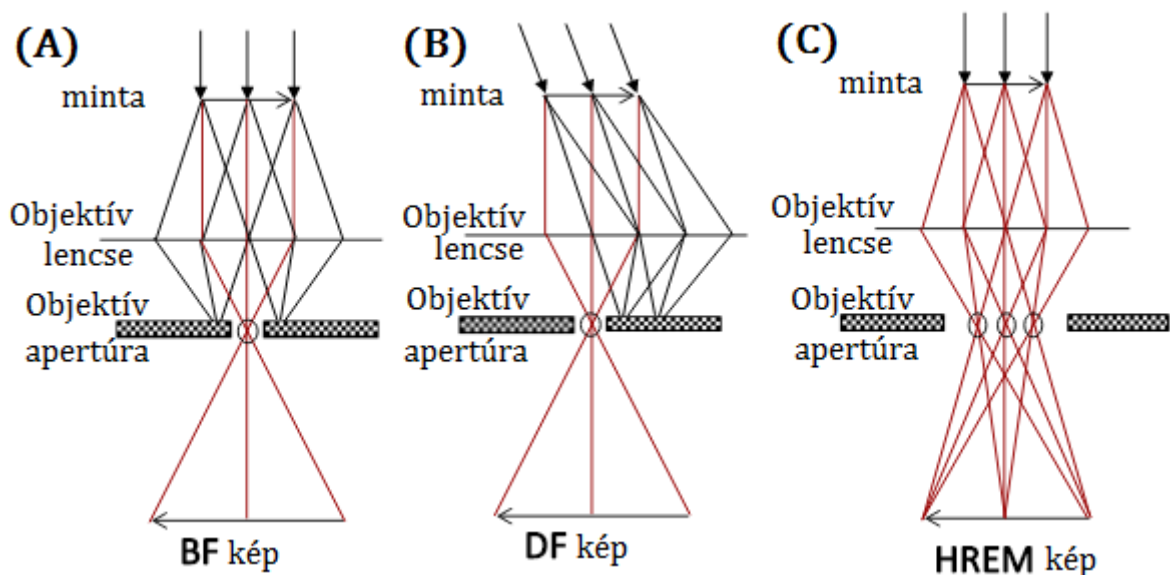 (A)
minta
Objektív
lencse
Objektív
apertúra
BF kép
(B)
minta
Objektív
lencse
Objektív
apertúra
DF kép
(C)
minta
Objektív
lencse
Objektív
apertúra
HREM kép